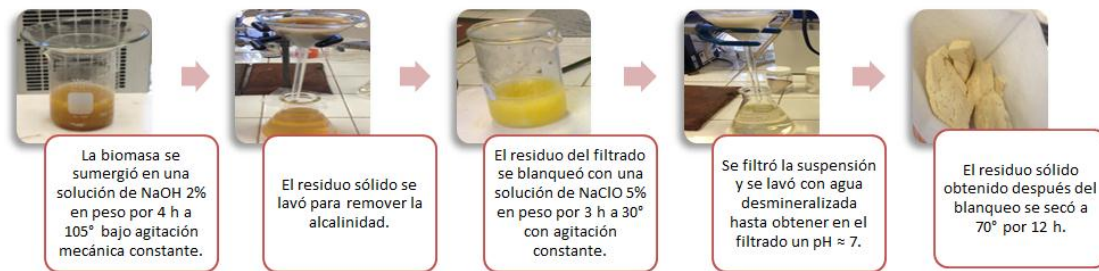 La biomasa se
sumergió en una
solución de NaOH 2%
en peso por 4 h a
105° bajo agitación
mecánica constante.
El residuo sólido se
lavó para remover la
alcalinidad.
El residuo del filtrado
se blanqueó con una
solución de NaClO 5%
en peso por 3 h a 30°
con agitación
constante.
Se filtró la suspensión
y se lavó con agua
desmineralizada
hasta obtener en el
filtrado un pH ≈ 7.
El residuo sólido
obtenido después del
blanqueo se secó a
70° por 12 h.